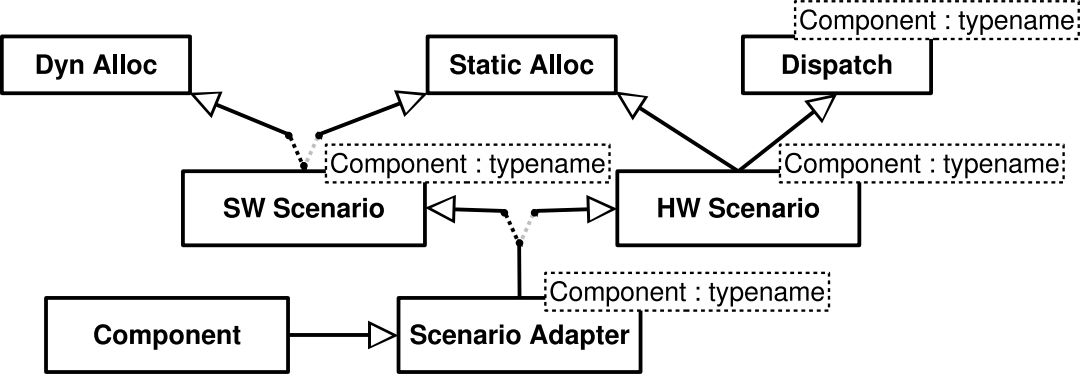 Component : typename
Dyn Alloc
Static Alloc
Dispatch
Component : typename
Component : typename
SW Scenario
HW Scenario
Component : typename
Component
Scenario Adapter